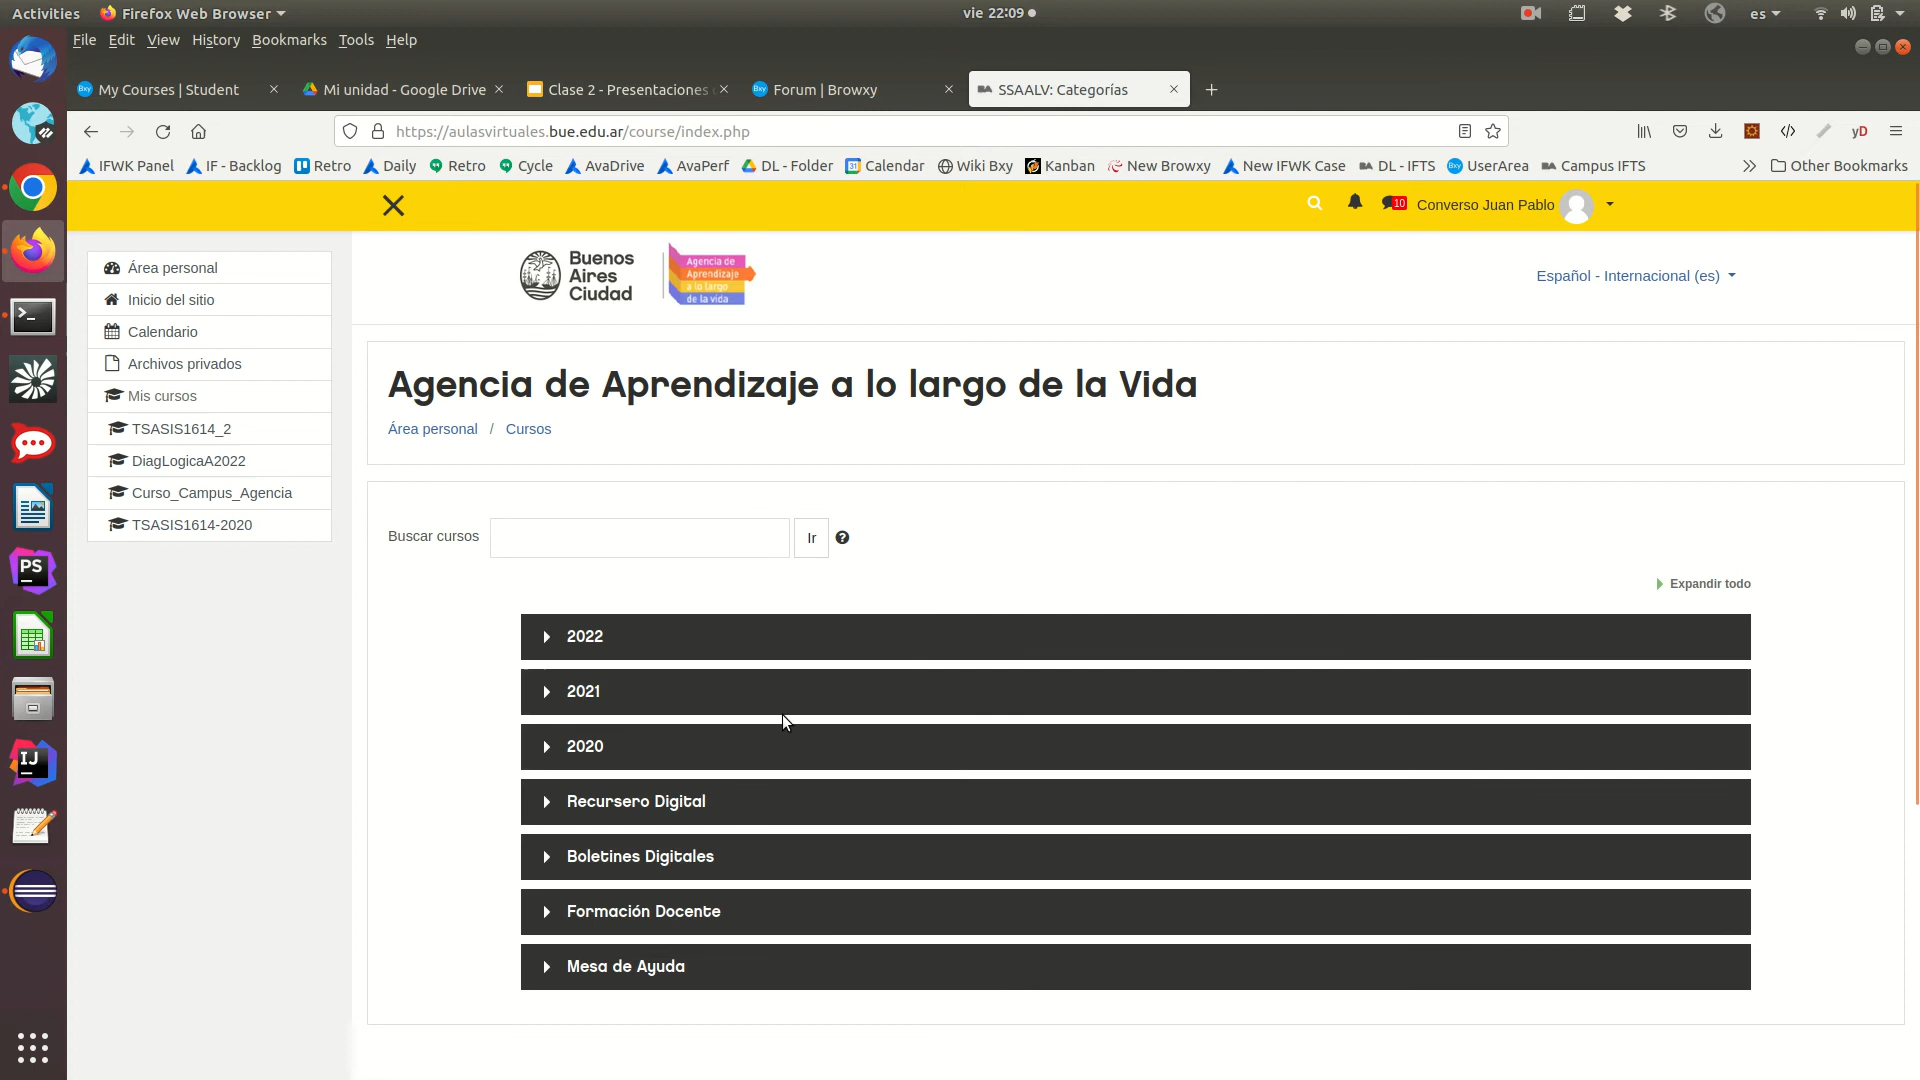 Activities Firefox Web Browser vie 22:09 es
File Edit View History Bookmarks Tools Help
My Courses | Student Mi unidad - Google Drive Clase 2 - Presentaciones Forum | Browxy SSAALV: Categorías
https://aulasvirtuales.bue.edu.ar/course/index.php yD
IFWK Panel IF - Backlog Retro Daily Retro Cycle AvaDrive AvaPerf DL - Folder Calendar Wiki Bxy Kanban New Browxy New IFWK Case DL - IFTS UserArea Campus IFTS Other Bookmarks
10 Converso Juan Pablo
Área personal
Inicio del sitio
Calendario
Archivos privados
Mis cursos
TSASIS1614_2
DiagLogicaA2022
Curso_Campus_Agencia
TSASIS1614-2020
Buenos
Aires
Ciudad
Agencia de
Aprendizaje
a lo largo
de la vida
Español - Internacional (es)
Agencia de Aprendizaje a lo largo de la Vida
Área personal / Cursos
Buscar cursos Ir
Expandir todo
2022
2021
2020
Recursero Digital
Boletines Digitales
Formación Docente
Mesa de Ayuda
PS
IJ